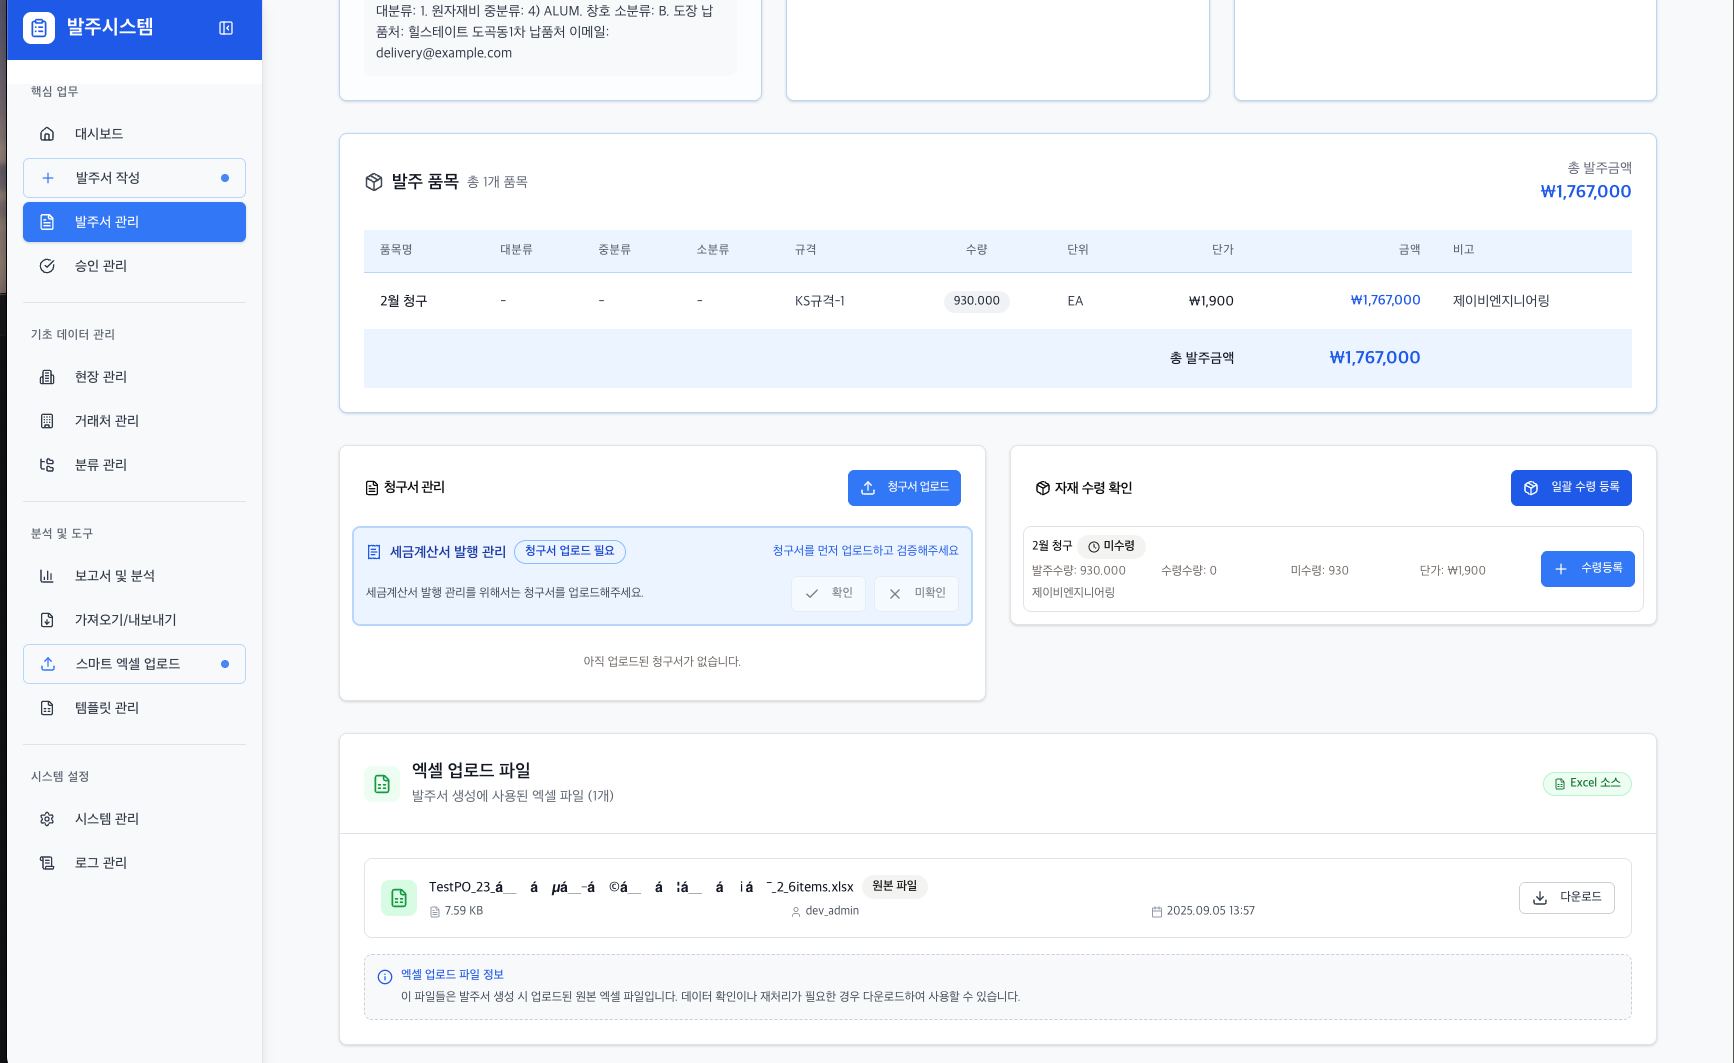 발주시스템
핵심 업무
대시보드
발주서 작성
발주서 관리
승인 관리
기초 데이터 관리
현장 관리
거래처 관리
분류 관리
분석 및 도구
보고서 및 분석
가져오기/내보내기
스마트 엑셀 업로드
템플릿 관리
시스템 설정
시스템 관리
로그 관리
대분류: 1. 원자재비 중분류: 4) ALUM. 창호 소분류: B. 도장 납
품처: 힐스테이트 도곡동1차 납품처 이메일:
delivery@example.com
발주 품목 총 1개 품목
총 발주금액
₩1,767,000
품목명 대분류 중분류 소분류 규격 수량 단위 단가 금액 비고
2월 청구 - - - KS규격-1 930.000 EA ₩1,900 ₩1,767,000 제이비엔지니어링
총 발주금액 ₩1,767,000
청구서 관리 청구서 업로드
세금계산서 발행 관리 청구서 업로드 필요 청구서를 먼저 업로드하고 검증해주세요
세금계산서 발행 관리를 위해서는 청구서를 업로드해주세요. 확인 미확인
아직 업로드된 청구서가 없습니다.
자재 수령 확인 일괄 수령 등록
2월 청구 미수령
발주수량: 930.000 수령수량: 0 미수령: 930 단가: ₩1,900 수령등록
제이비엔지니어링
엑셀 업로드 파일
발주서 생성에 사용된 엑셀 파일 (1개)
Excel 소스
TestPO_23_á__ á µá__-á ©á__ á ¦á__ á ¡á ¯_2_6items.xlsx 원본 파일
7.59 KB dev_admin 2025.09.05 13:57 다운로드
엑셀 업로드 파일 정보
이 파일들은 발주서 생성 시 업로드된 원본 엑셀 파일입니다. 데이터 확인이나 재처리가 필요한 경우 다운로드하여 사용할 수 있습니다.